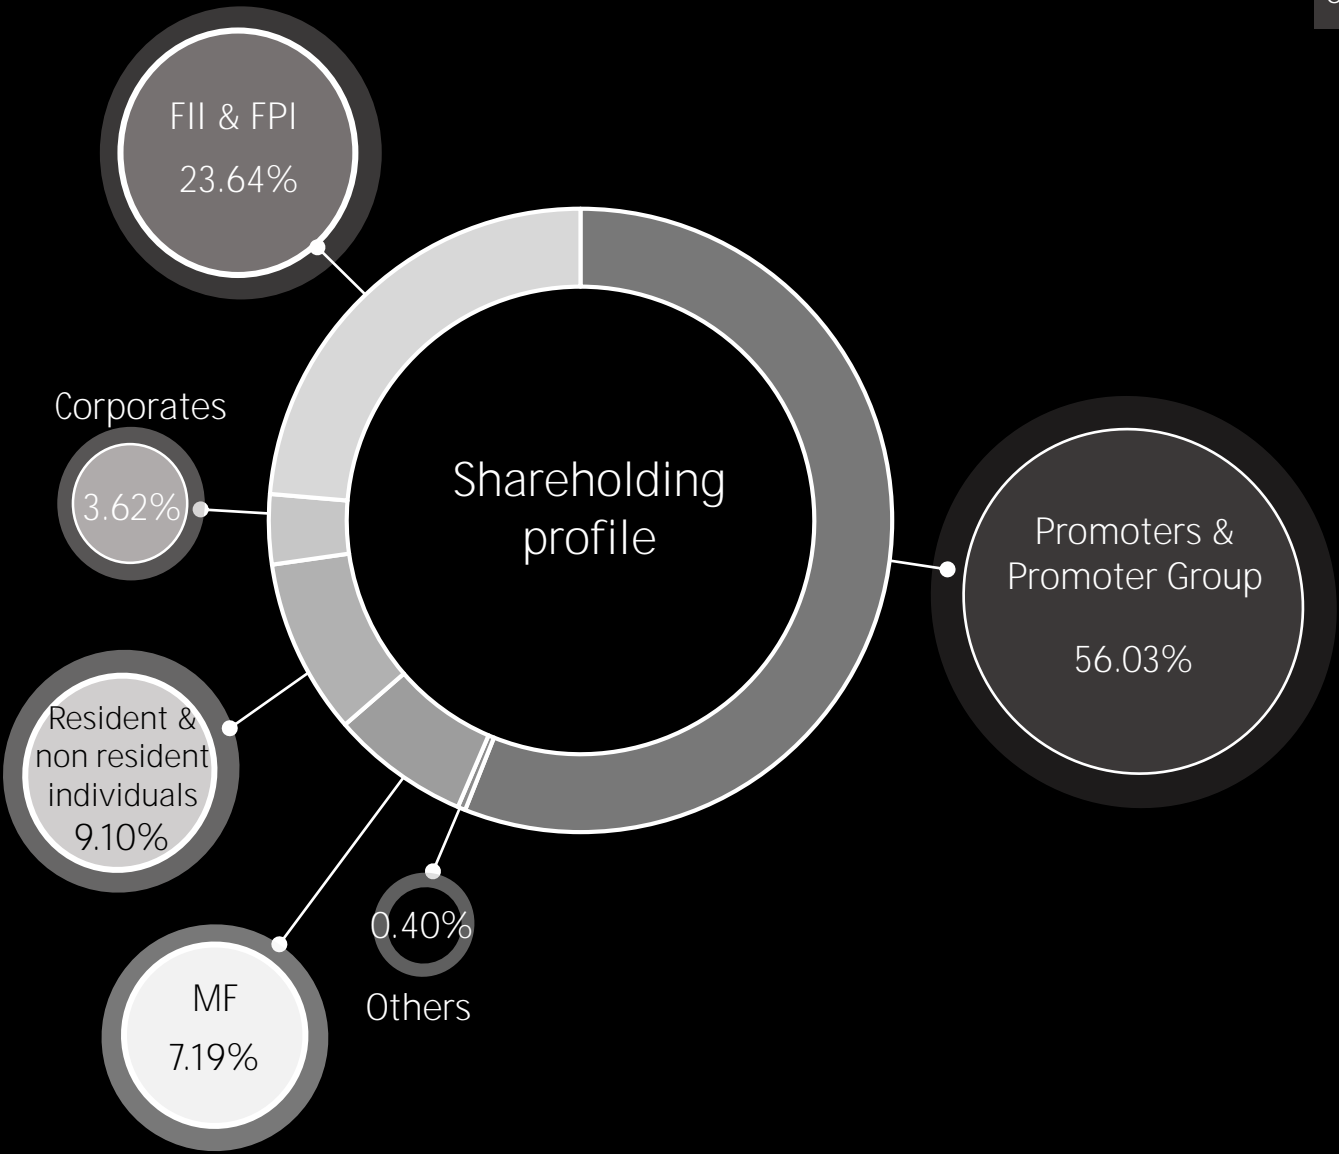 FII & FPI
23.64%
Corporates
3.62%
Shareholding
profile
Promoters &
Promoter Group
56.03%
Resident &
non resident
individuals
9.10%
0.40%
Others
MF
7.19%